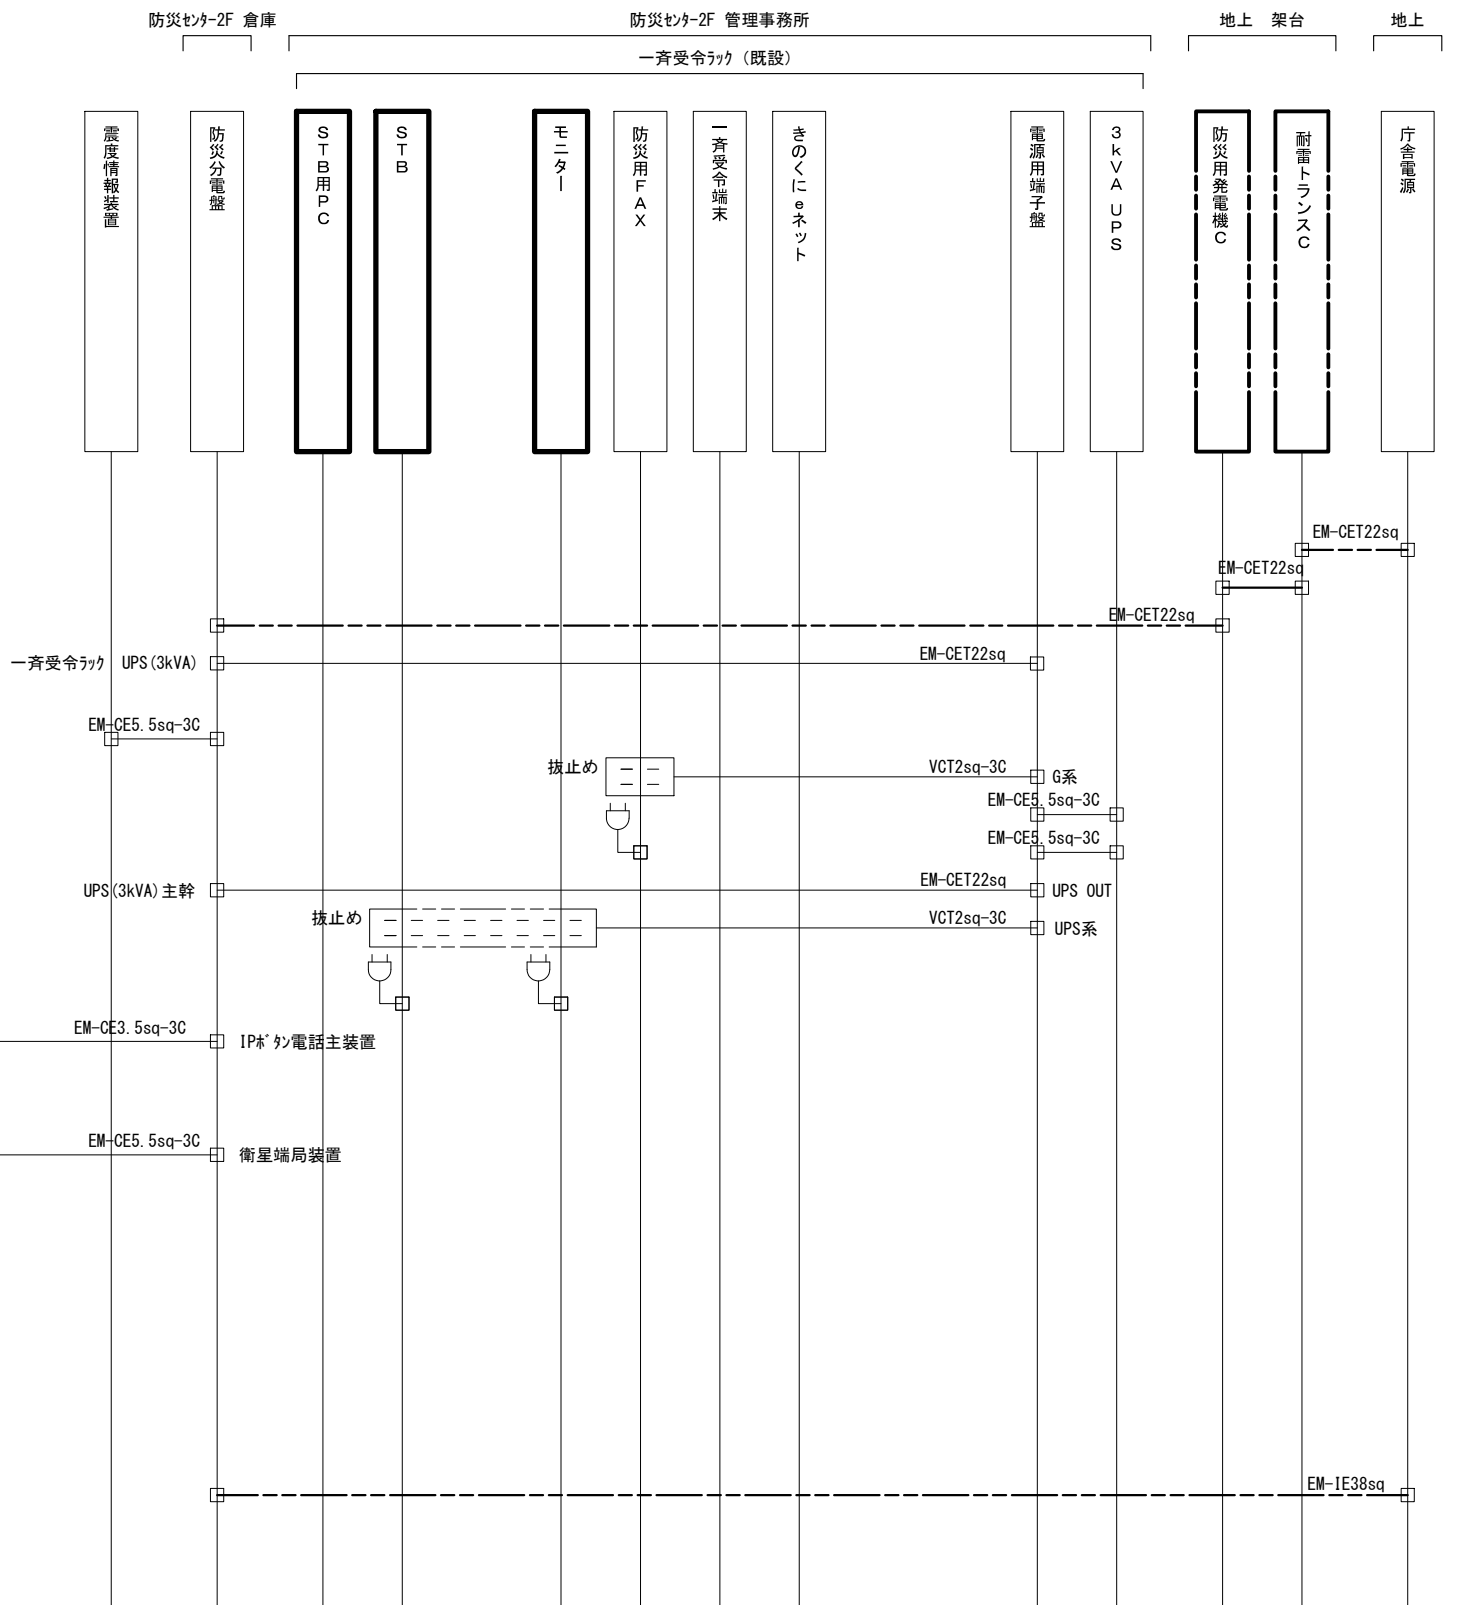 防災ｾﾝﾀｰ2F 倉庫
防災ｾﾝﾀｰ2F 管理事務所
地上　架台
地上
一斉受令ﾗｯｸ（既設）
震度情報装置
防災分電盤
ＳＴＢ用ＰＣ
ＳＴＢ
モニター
防災用ＦＡＸ
一斉受令端末
きのくにｅネット
電源用端子盤
３ｋＶＡ ＵＰＳ
防災用発電機Ｃ
耐雷トランスＣ
庁舎電源
EM-CET22sq
EM-CET22sq
EM-CET22sq
一斉受令ﾗｯｸ　UPS(3kVA)
EM-CET22sq
EM-CE5.5sq-3C
抜止め
VCT2sq-3C
G系
EM-CE5.5sq-3C
EM-CE5.5sq-3C
UPS(3kVA)主幹
EM-CET22sq
UPS OUT
抜止め
VCT2sq-3C
UPS系
EM-CE3.5sq-3C
IPﾎﾞﾀﾝ電話主装置
EM-CE5.5sq-3C
衛星端局装置
EM-IE38sq